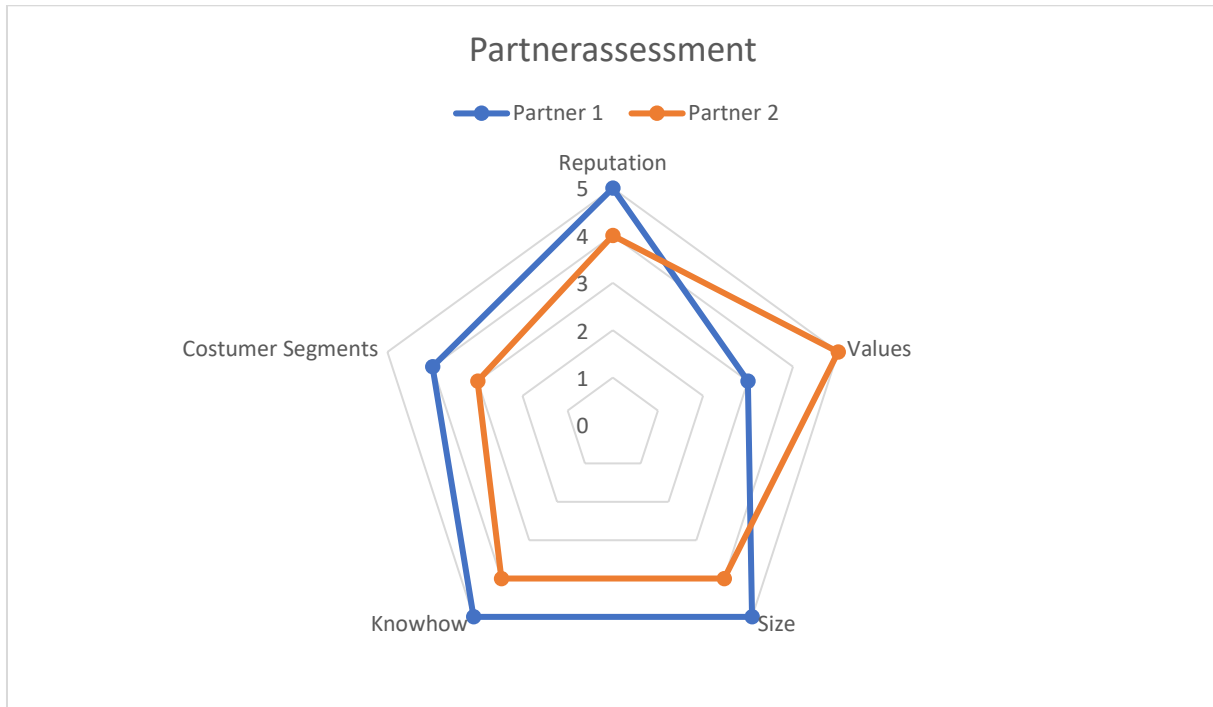 Partnerassessment
Partner 1 Partner 2
Reputation
5
4
3
2
1
0
Values
Size
Knowhow
Costumer Segments